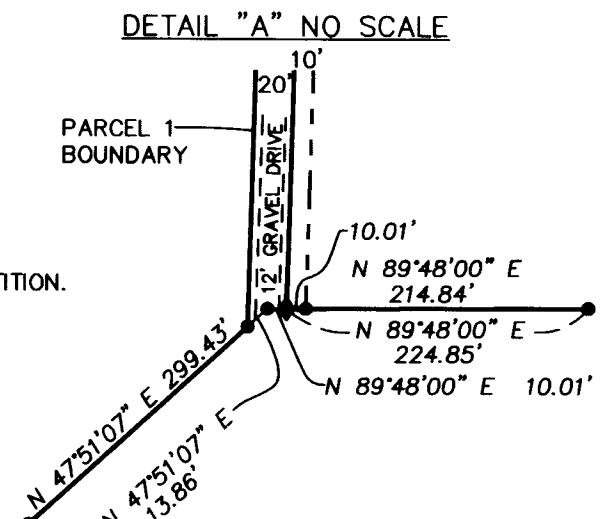 DETAIL "A" NO SCALE
10'
20'
PARCEL 1
BOUNDARY
12' GRAVEL DRIVE
10.01'
N 89°48'00" E
214.84'
TITION.
N 89°48'00" E
224.85'
N 89°48'00" E 10.01'
N 47°51'07" E 299.43'
N 47°51'07" E
13.86'